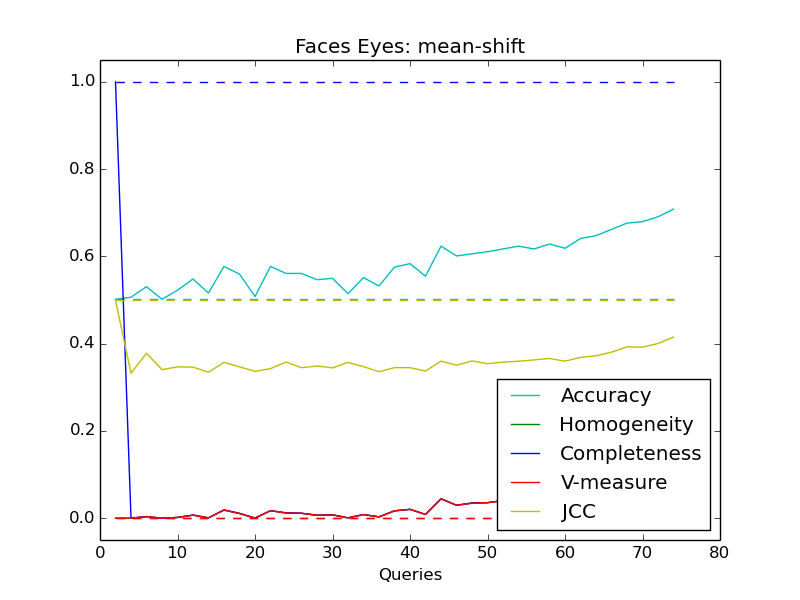 Faces Eyes: mean-shift
1.0
0.8
0.6
0.4
0.2
0.0
Accuracy
Homogeneity
Completeness
V-measure
JCC
0 10 20 30 40 50 60 70 80
Queries